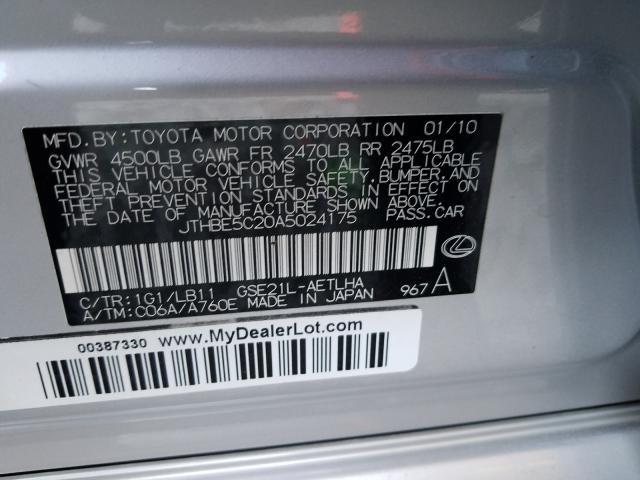 MFD. BY: TOYOTA MOTOR CORPORATION 01/10
GVWR 4500LB GAWR FR 2470LB RR 2475LB
THIS VEHICLE CONFORMS TO ALL APPLICABLE
FEDERAL MOTOR VEHICLE SAFETY, BUMPER, AND
THEFT PREVENTION STANDARDS IN EFFECT ON
THE DATE OF MANUFACTURE SHOWN ABOVE.
JTHBE5C20A5024175 PASS. CAR
C/TR: 1G1/LB11 GSE21L-AETLHA
A/TM: C06A/A760E MADE IN JAPAN 967 A
00387330 www.MyDealerLot.com